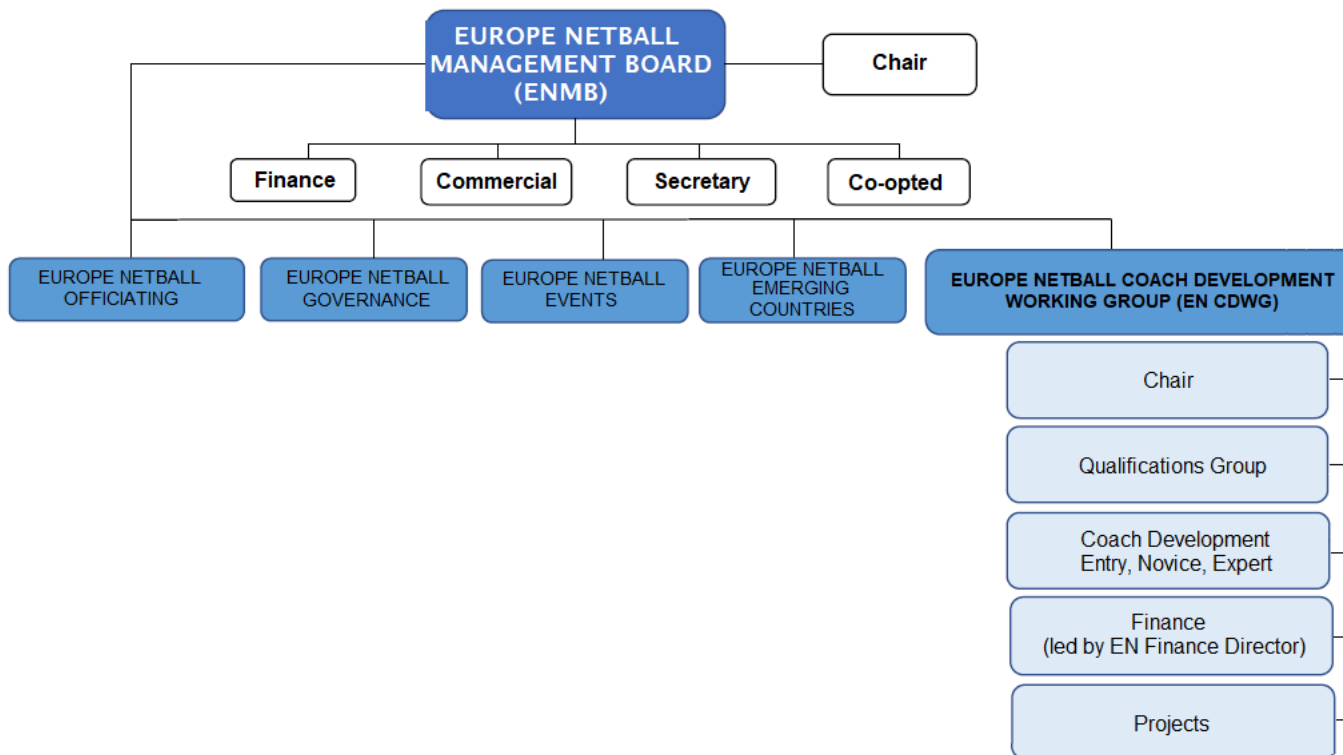 EUROPE NETBALL
MANAGEMENT BOARD
(ENMB)
Chair
Finance
Commercial
Secretary
Co-opted
EUROPE NETBALL
OFFICIATING
EUROPE NETBALL
GOVERNANCE
EUROPE NETBALL
EVENTS
EUROPE NETBALL
EMERGING
COUNTRIES
EUROPE NETBALL COACH DEVELOPMENT
WORKING GROUP (EN CDWG)
Chair
Qualifications Group
Coach Development
Entry, Novice, Expert
Finance
(led by EN Finance Director)
Projects